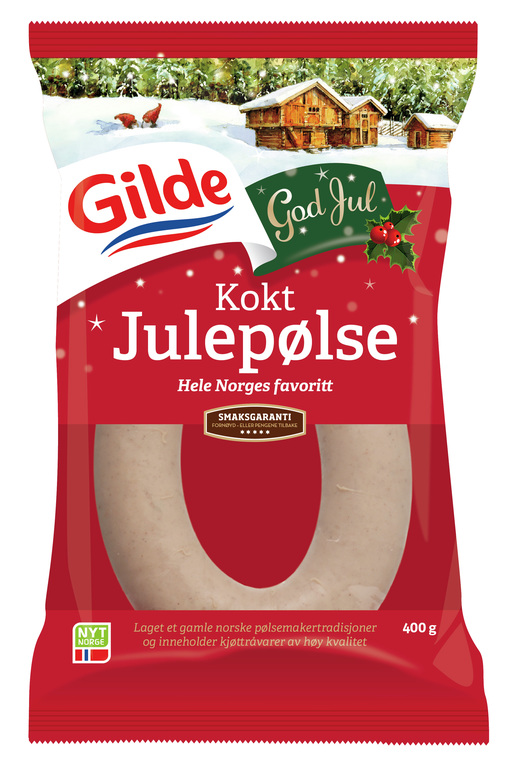 Gilde
God Jul
Kokt
Julepølse
Hele Norges favoritt
SMAKSGARANTI
FORNØYD - ELLER PENGENE TILBAKE
NYT
NORGE
Laget et gamle norske pølsemakertradisjoner
og inneholder kjøttråvarer av høy kvalitet
400 g